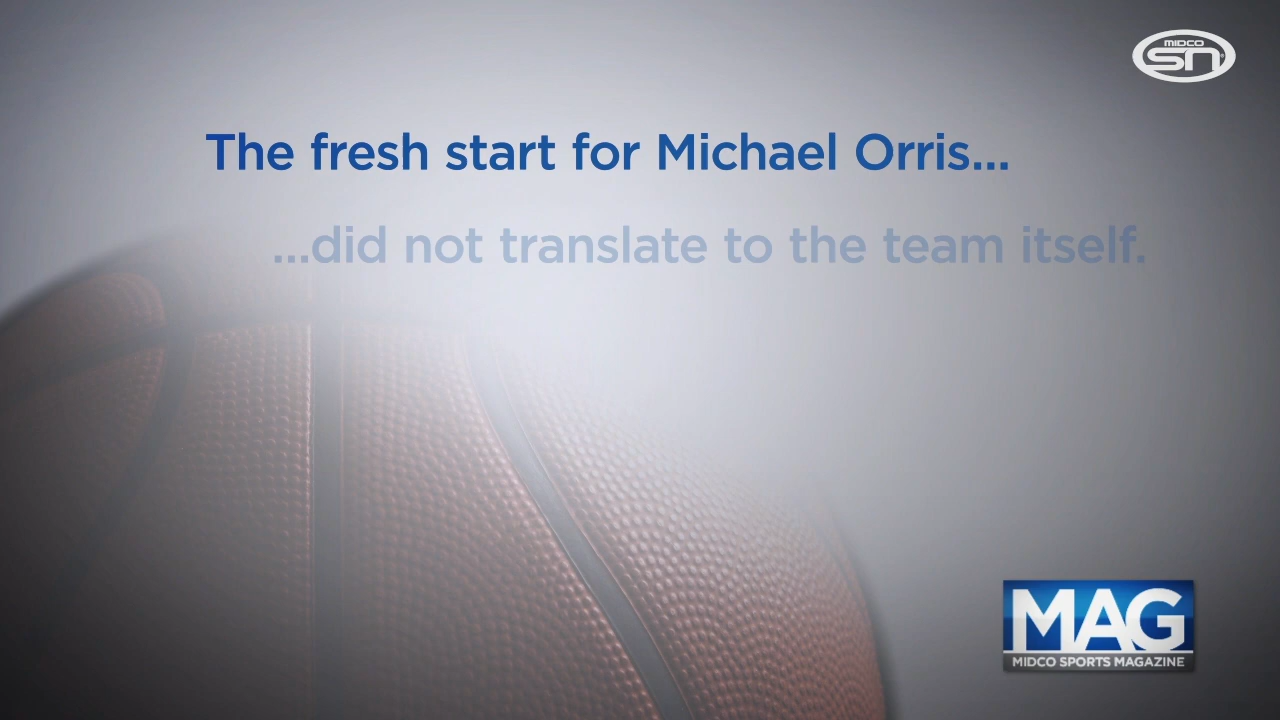 MIDCO
SN
The fresh start for Michael Orris...
...did not translate to the team itself.
MAG
MIDCO SPORTS MAGAZINE